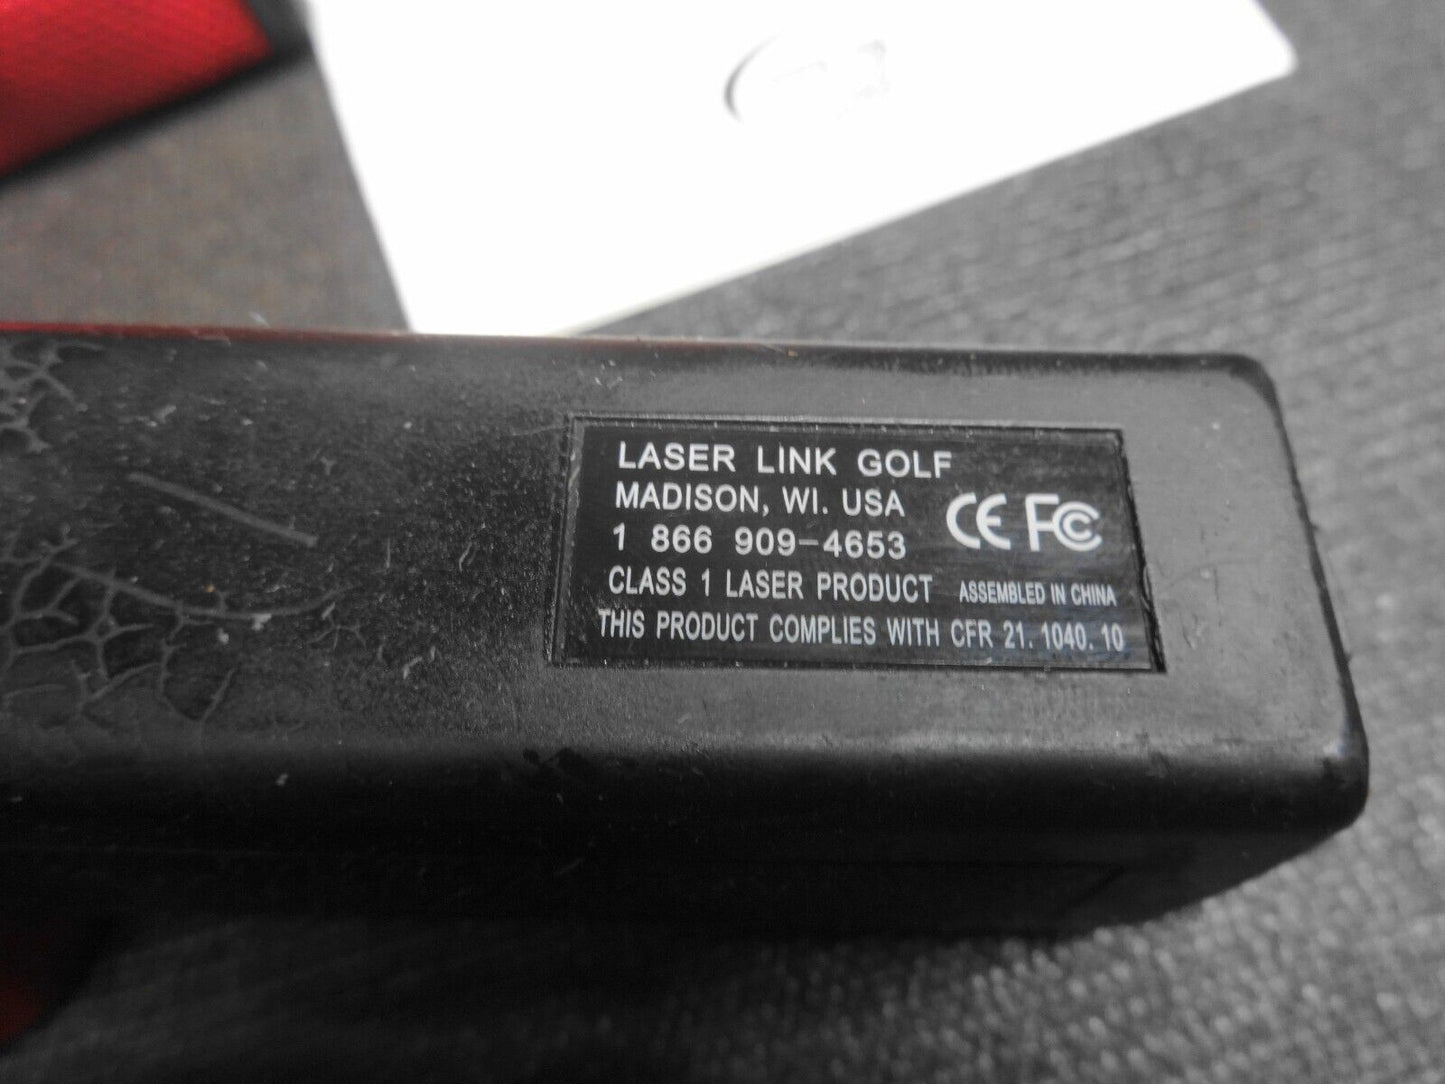 LASER LINK GOLF
MADISON, WI. USA
1 866 909-4653
CE FC
CLASS 1 LASER PRODUCT ASSEMBLED IN CHINA
THIS PRODUCT COMPLIES WITH CFR 21. 1040. 10